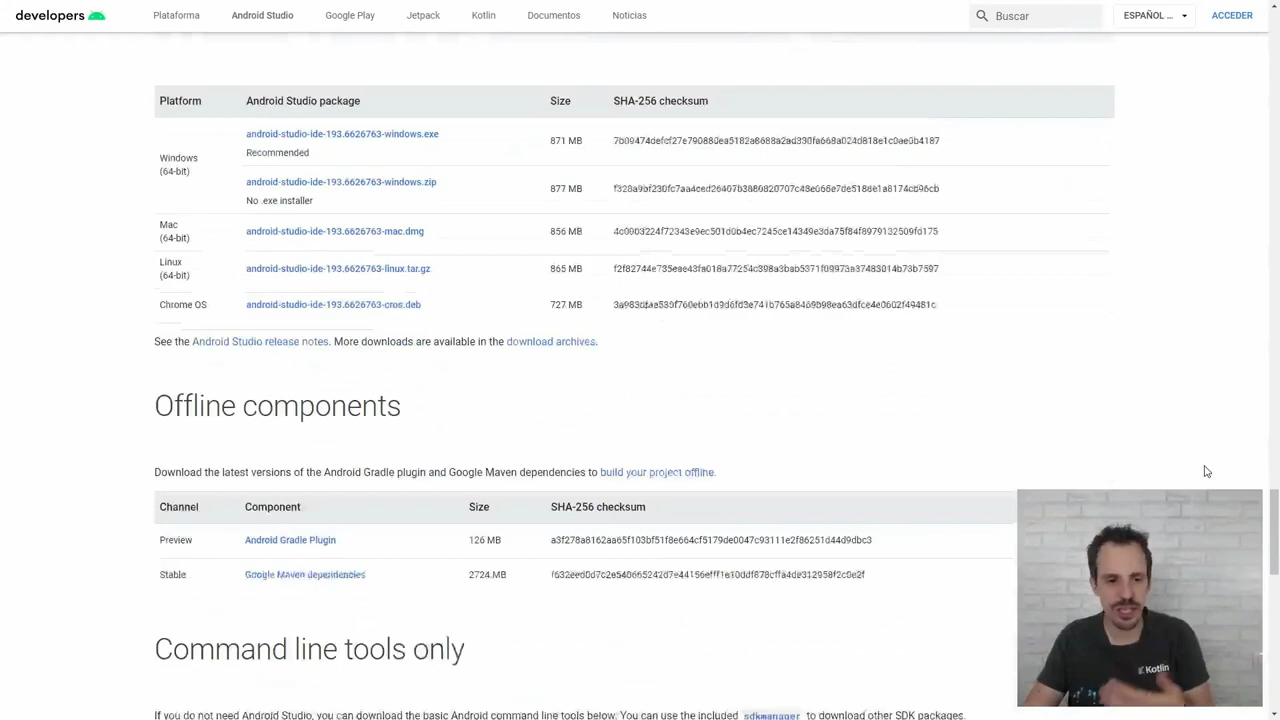 developers Plataforma Android Studio Google Play Jetpack Kotlin Documentos Noticias Buscar ESPAÑOL ... ACCEDER
Platform Android Studio package Size SHA-256 checksum
Windows
(64-bit)
android-studio-ide-193.6626763-windows.exe 871 MB
Recommended
android-studio-ide-193.6626763-windows.zip 877 MB
No .exe installer
Mac
(64-bit)
android-studio-ide-193.6626763-mac.dmg 856 MB
Linux
(64-bit)
android-studio-ide-193.6626763-linux.tar.gz 865 MB
Chrome OS android-studio-ide-193.6626763-cros.deb 727 MB
See the Android Studio release notes. More downloads are available in the download archives.
Offline components
Download the latest versions of the Android Gradle plugin and Google Maven dependencies to build your project offline.
Channel Component Size SHA-256 checksum
Preview Android Gradle Plugin 126 MB a3f278a8162aa65f103bf51f8e664cf5179de0047c93111e2f86251d44d9dbc3
Stable Google Maven dependencies 2724 MB
Command line tools only
If you do not need Android Studio, you can download the basic Android command line tools below. You can use the included sdkmanager to download other SDK packages.
Kotlin